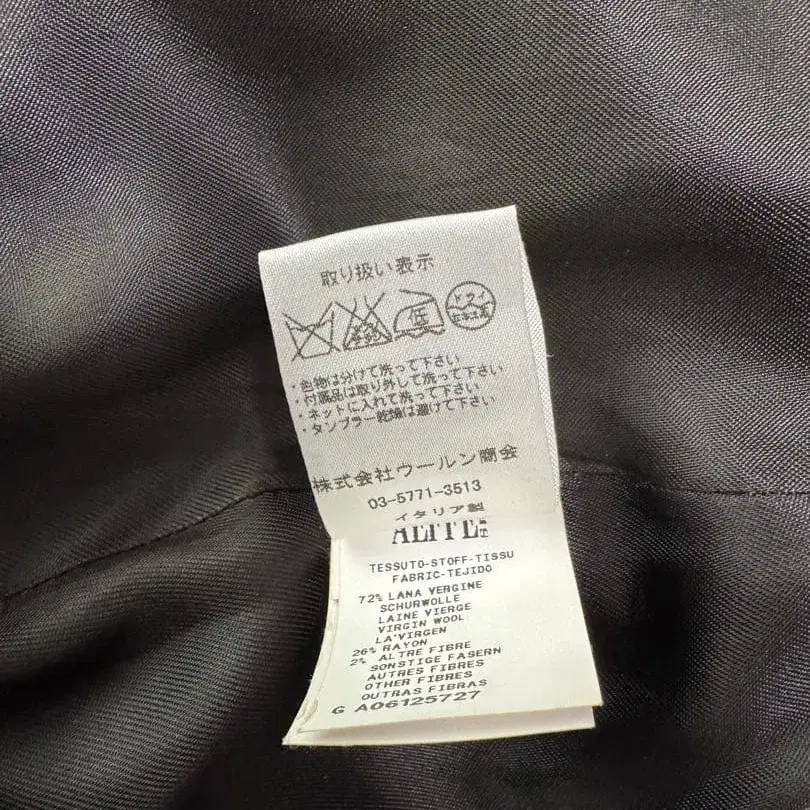 取り扱い表示
低
ドライ
・色物は分けて洗って下さい
・付属品は取り外して洗って下さい
・ネットに入れて洗って下さい
・タンブラー乾燥は避けて下さい
株式会社ウールン商会
03-5771-3513
イタリア製
TESSUTO-STOFF-TISSU
FABRIC-TEJIDO
72% LANA VERGINE
SCHURWOLLE
LAINE VIERGE
VIRGIN WOOL
LA'VIRGEN
26% RAYON
2% ALTRE FIBRE
SONSTIGE FASERN
AUTRES FIBRES
OTHER FIBRES
OUTRAS FIBRAS
G A06125727